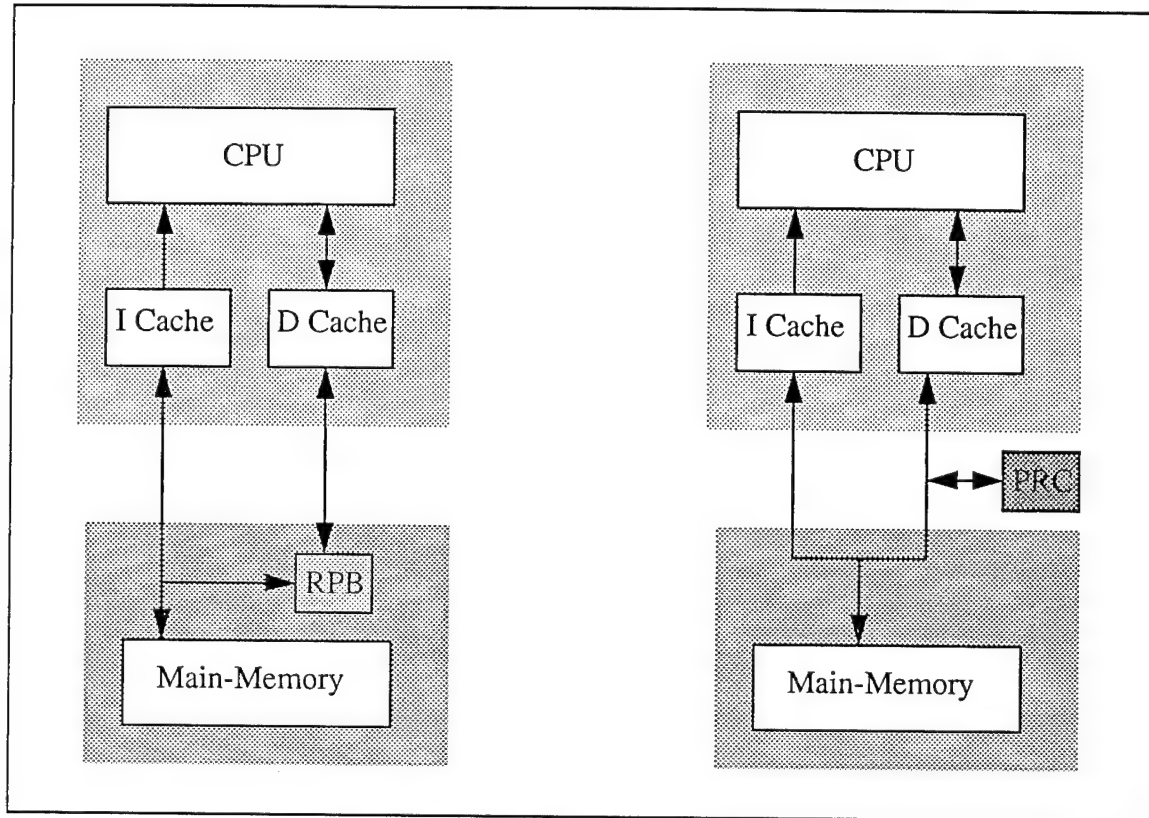 CPU
I Cache
D Cache
RPB
Main-Memory
CPU
I Cache
D Cache
PRC
Main-Memory